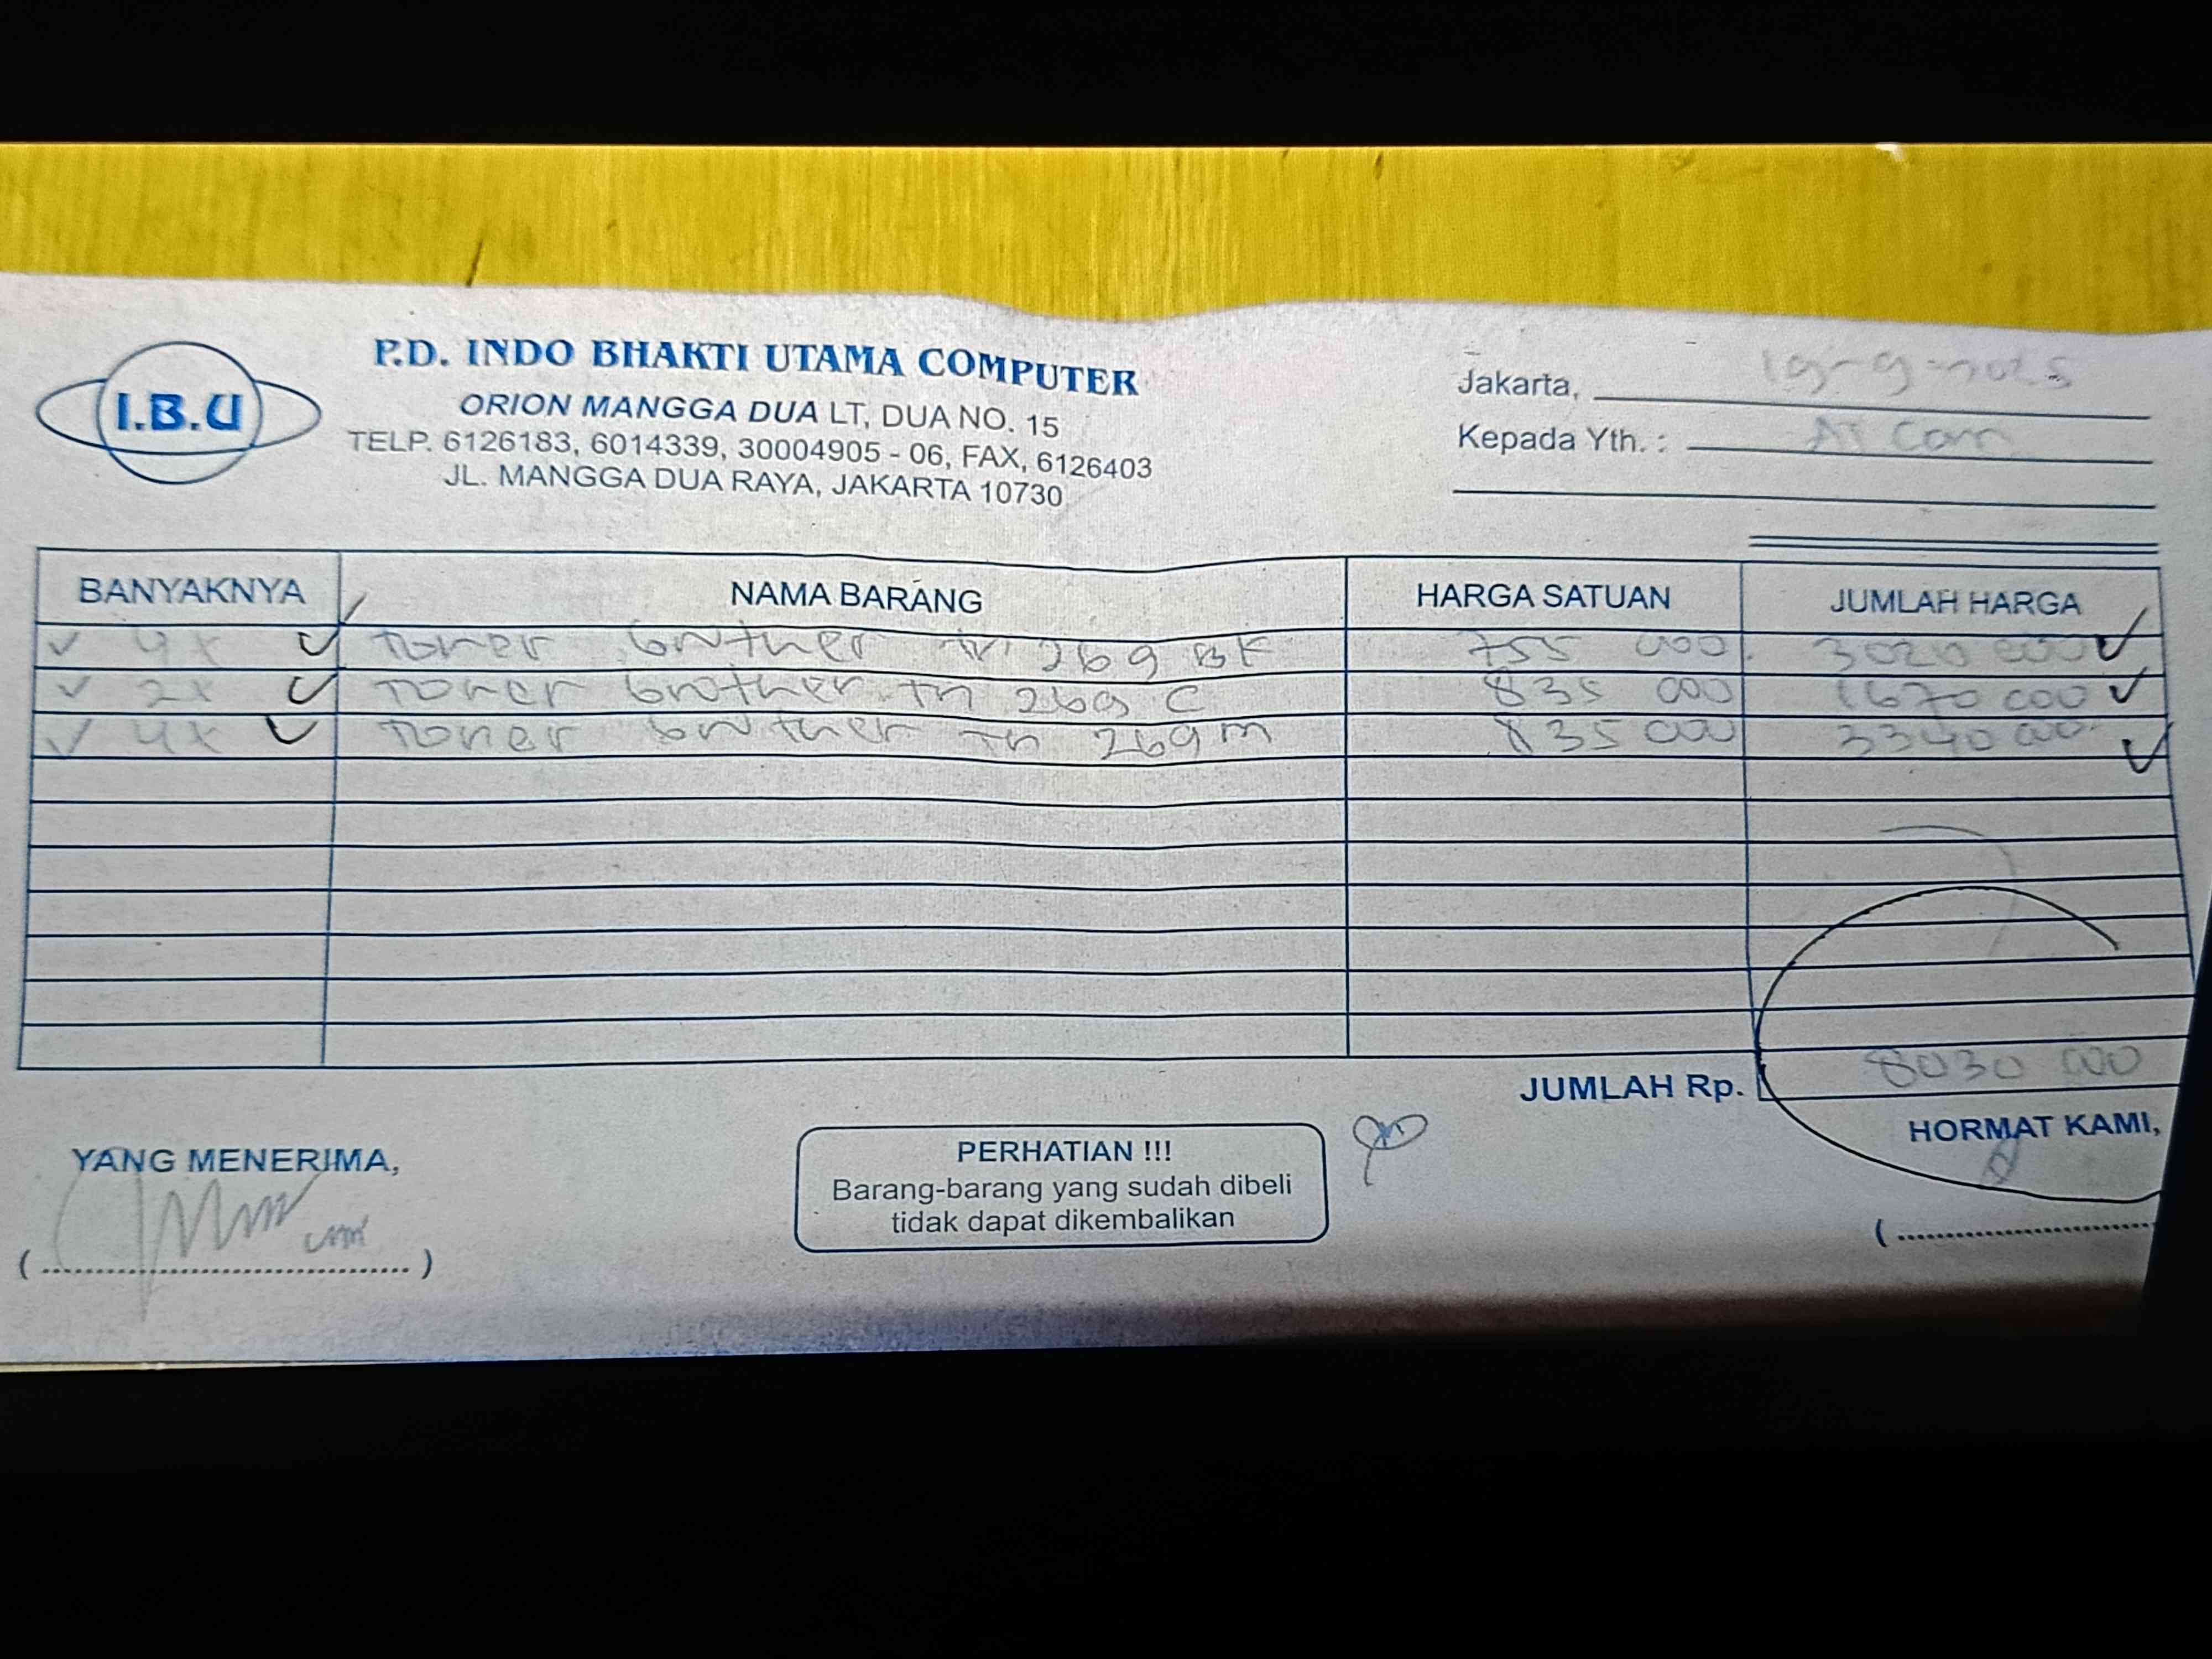 I.B.U
P.D. INDO BHAKTI UTAMA COMPUTER
ORION MANGGA DUA LT, DUA NO. 15
TELP. 6126183, 6014339, 30004905 - 06, FAX, 6126403
JL. MANGGA DUA RAYA, JAKARTA 10730
Jakarta, 19-9-2025
Kepada Yth. : Com
BANYAKNYA NAMA BARANG HARGA SATUAN JUMLAH HARGA
4x toner brother tn 269 BK 755 000 3020 000
2x toner brother tn 269 C 835 000 1670 000
4x toner brother tn 269 m 835 000 3340 000
JUMLAH Rp. 8030 000
YANG MENERIMA,
PERHATIAN !!!
Barang-barang yang sudah dibeli
tidak dapat dikembalikan
HORMAT KAMI,